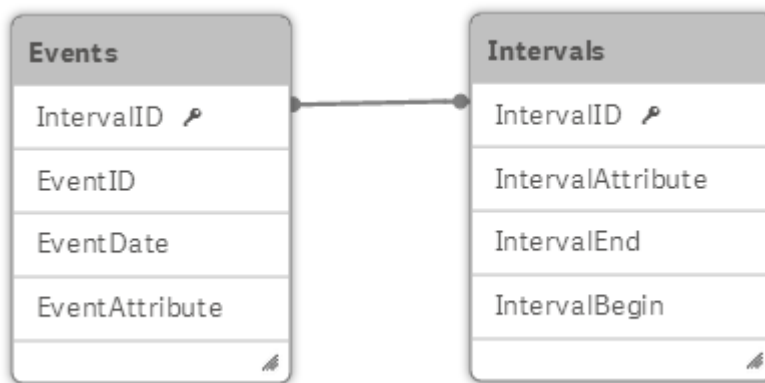 Events
IntervalID
EventID
EventDate
EventAttribute
Intervals
IntervalID
IntervalAttribute
IntervalEnd
IntervalBegin